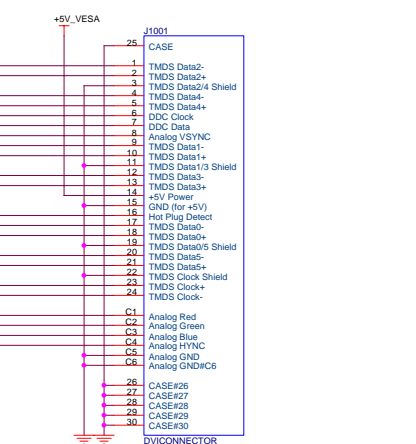 +5V_VESA
J1001
25 CASE
1 TMDS Data2-
2 TMDS Data2+
3 TMDS Data2/4 Shield
4 TMDS Data4-
5 TMDS Data4+
6 DDC Clock
7 DDC Data
8 Analog VSYNC
9 TMDS Data1-
10 TMDS Data1+
11 TMDS Data1/3 Shield
12 TMDS Data3-
13 TMDS Data3+
14 +5V Power
15 GND (for +5V)
16 Hot Plug Detect
17 TMDS Data0-
18 TMDS Data0+
19 TMDS Data0/5 Shield
20 TMDS Data5-
21 TMDS Data5+
22 TMDS Clock Shield
23 TMDS Clock+
24 TMDS Clock-
C1 Analog Red
C2 Analog Green
C3 Analog Blue
C4 Analog HYNC
C5 Analog GND
C6 Analog GND#C6
26 CASE#26
27 CASE#27
28 CASE#28
29 CASE#29
30 CASE#30
DVICONNECTOR